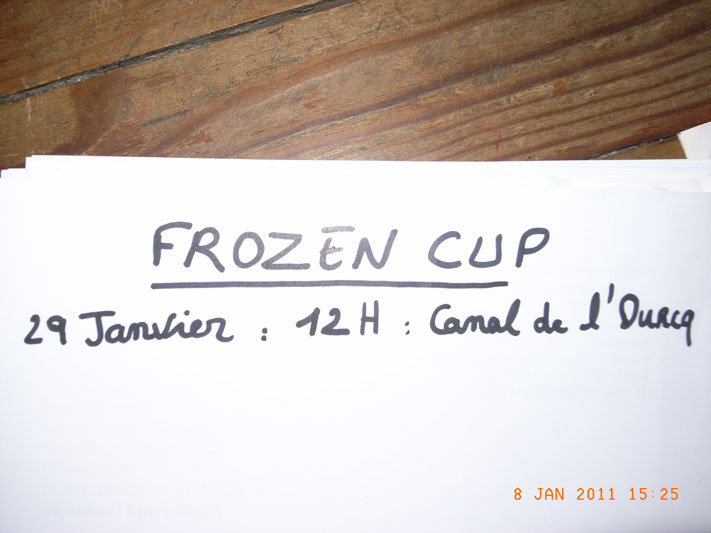 FROZEN CUP
29 Janvier : 12H : Canal de l'Ourcq
8 JAN 2011 15:25